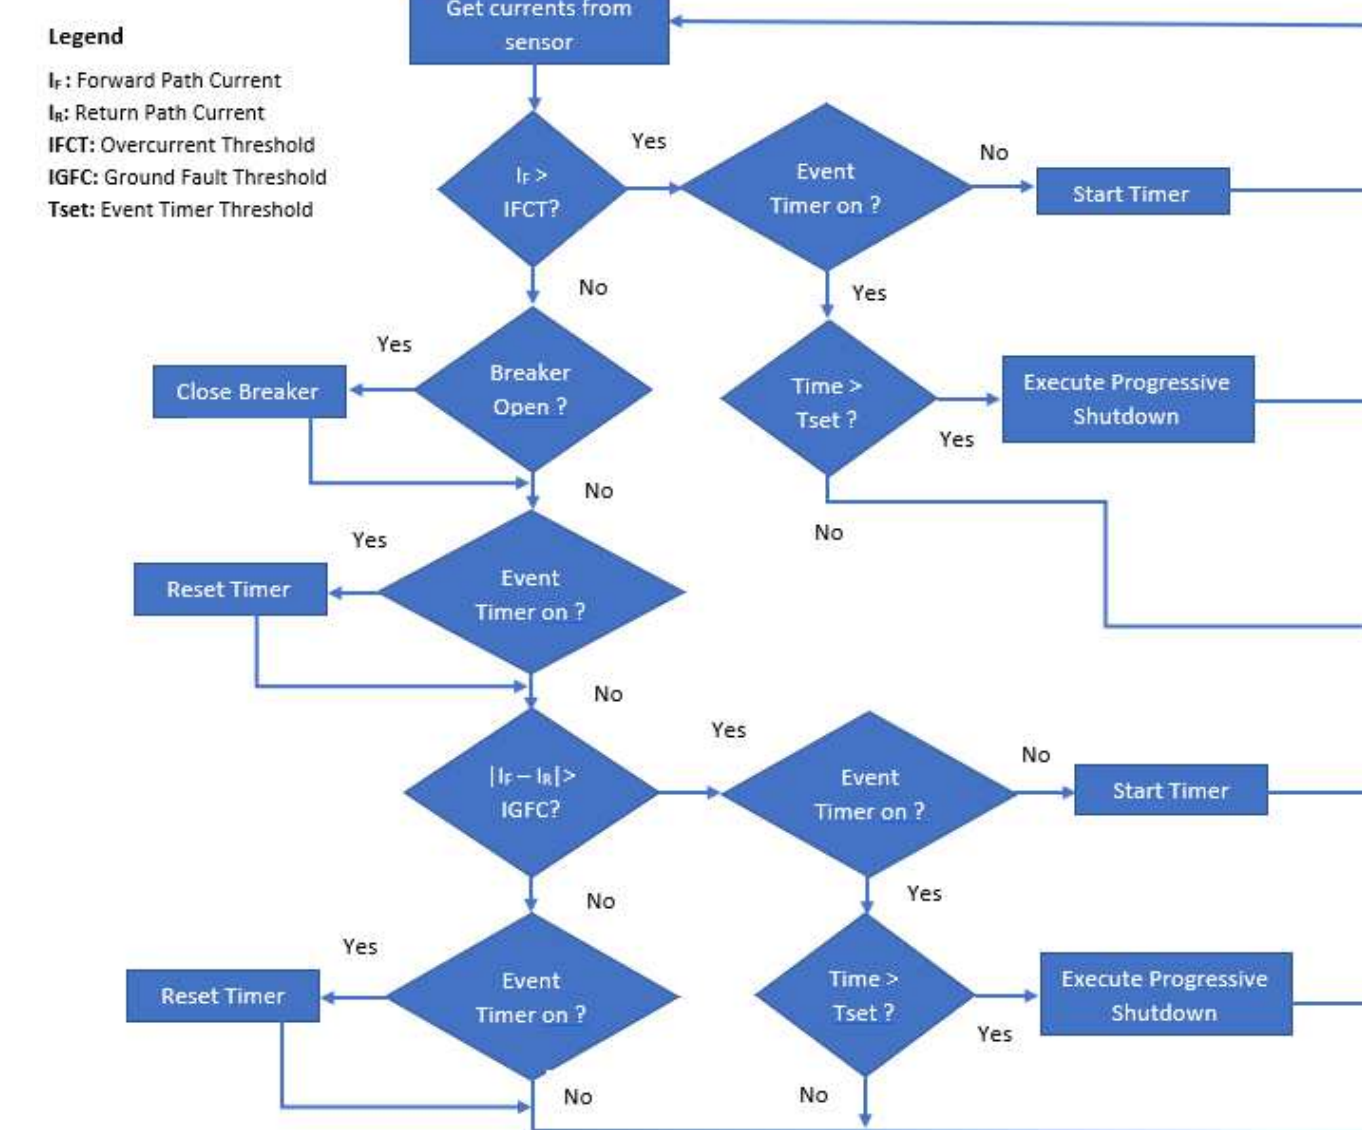 Get currents from
sensor
Legend
IF : Forward Path Current
IR: Return Path Current
IFCT: Overcurrent Threshold
IGFC: Ground Fault Threshold
Tset: Event Timer Threshold
IF >
IFCT?
Yes
Event
Timer on ?
No
Start Timer
No
Yes
Yes
Close Breaker
Breaker
Open ?
Time >
Tset ?
Yes
Execute Progressive
Shutdown
No
No
Yes
Reset Timer
Event
Timer on ?
No
|IF – IR|>
IGFC?
Yes
Event
Timer on ?
No
Start Timer
No
Yes
Yes
Reset Timer
Event
Timer on ?
Time >
Tset ?
Yes
Execute Progressive
Shutdown
No
No